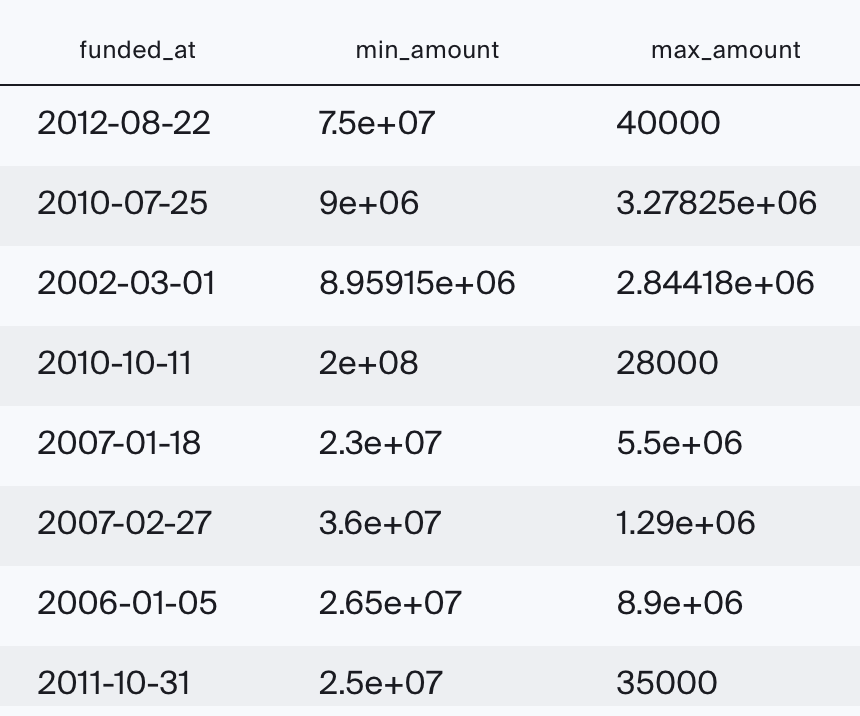 funded_at min_amount max_amount
2012-08-22 7.5e+07 40000
2010-07-25 9e+06 3.27825e+06
2002-03-01 8.95915e+06 2.84418e+06
2010-10-11 2e+08 28000
2007-01-18 2.3e+07 5.5e+06
2007-02-27 3.6e+07 1.29e+06
2006-01-05 2.65e+07 8.9e+06
2011-10-31 2.5e+07 35000